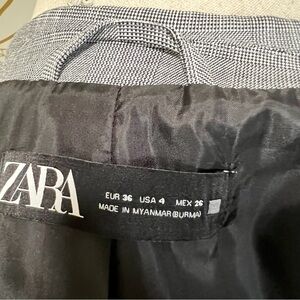 ZARA
EUR 36 USA 4 MEX 26
MADE IN MYANMAR(BURMA)